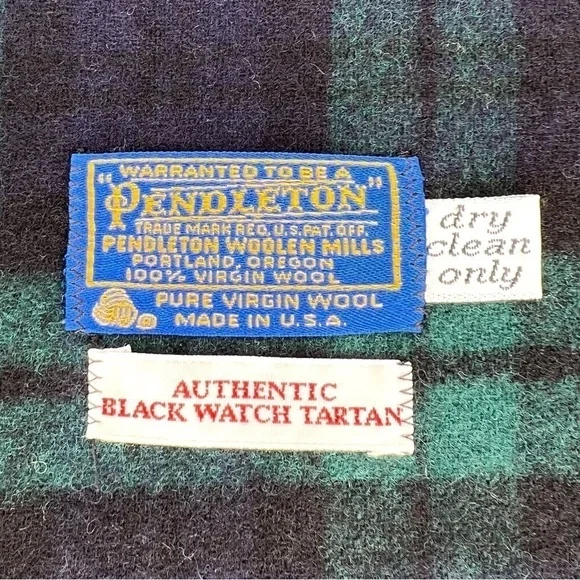 WARRANTED TO BE A
"PENDLETON"
TRADE MARK REG. U.S. PAT. OFF.
PENDLETON WOOLEN MILLS
PORTLAND, OREGON
100% VIRGIN WOOL
PURE VIRGIN WOOL
MADE IN U.S.A.
dry
clean
only
AUTHENTIC
BLACK WATCH TARTAN